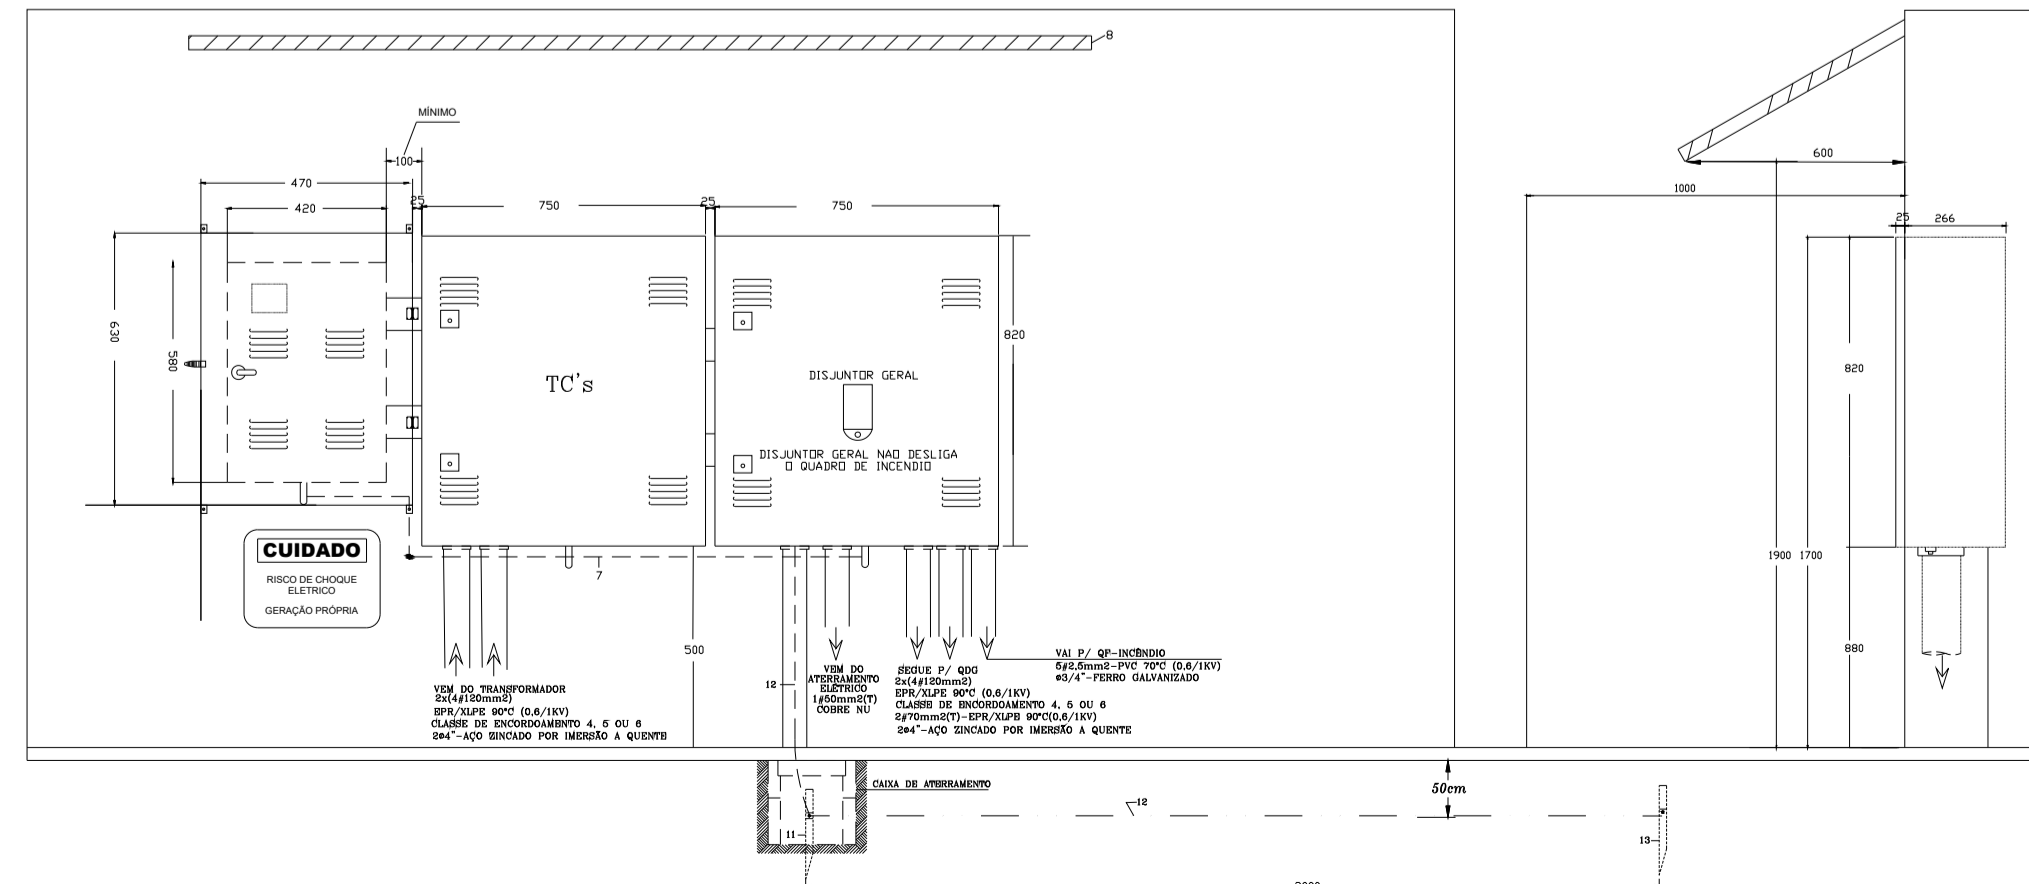 8
MÍNIMO
100
600
470
1000
420
25
750
25
750
25
266
630
580
820
820
TC's
DISJUNTOR GERAL
DISJUNTOR GERAL NAO DESLIGA
O QUADRO DE INCENDIO
CUIDADO
RISCO DE CHOQUE
ELETRICO
GERAÇÃO PRÓPRIA
7
1900
1700
500
880
12
VEM DO TRANSFORMADOR
2x(4#120mm2)
EPR/XLPE 90°C (0,6/1KV)
CLASSE DE ENCORDOAMENTO 4, 5 OU 6
2ø4"-AÇO ZINCADO POR IMERSÃO A QUENTE
VEM DO
ATERRAMENTO
ELÉTRICO
1#50mm2(T)
COBRE NU
SEGUE P/ QDG
2x(4#120mm2)
EPR/XLPE 90°C (0,6/1KV)
CLASSE DE ENCORDOAMENTO 4, 5 OU 6
2#70mm2(T)-EPR/XLPE 90°C(0,6/1KV)
2ø4"-AÇO ZINCADO POR IMERSÃO A QUENTE
VAI P/ QF-INCÊNDIO
5#2,5mm2-PVC 70°C (0,6/1KV)
ø3/4"-FERRO GALVANIZADO
CAIXA DE ATERRAMENTO
50cm
12
11
13